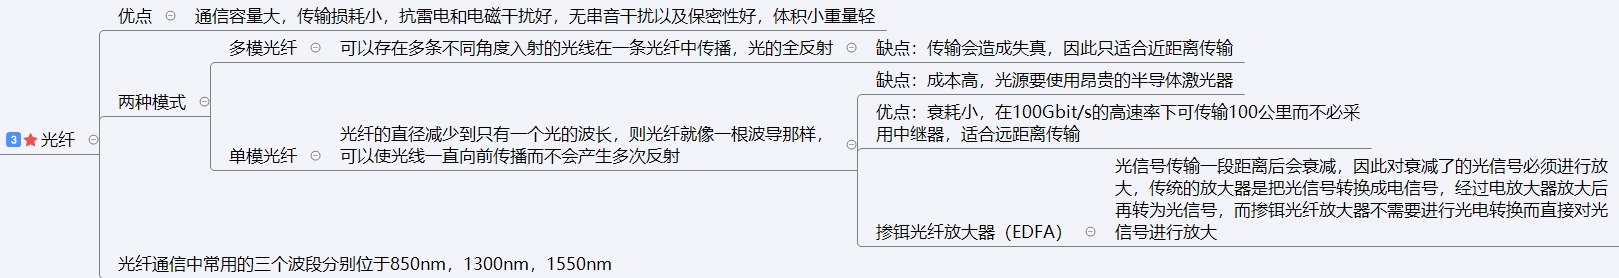 3 光纤
优点
通信容量大，传输损耗小，抗雷电和电磁干扰好，无串音干扰以及保密性好，体积小重量轻
两种模式
多模光纤
可以存在多条不同角度入射的光线在一条光纤中传播，光的全反射
缺点：传输会造成失真，因此只适合近距离传输
单模光纤
光纤的直径减少到只有一个光的波长，则光纤就像一根波导那样，
可以使光线一直向前传播而不会产生多次反射
缺点：成本高，光源要使用昂贵的半导体激光器
优点：衰耗小，在100Gbit/s的高速率下可传输100公里而不必采
用中继器，适合远距离传输
掺铒光纤放大器（EDFA）
光信号传输一段距离后会衰减，因此对衰减了的光信号必须进行放
大，传统的放大器是把光信号转换成电信号，经过电放大器放大后
再转为光信号，而掺铒光纤放大器不需要进行光电转换而直接对光
信号进行放大
光纤通信中常用的三个波段分别位于850nm，1300nm，1550nm